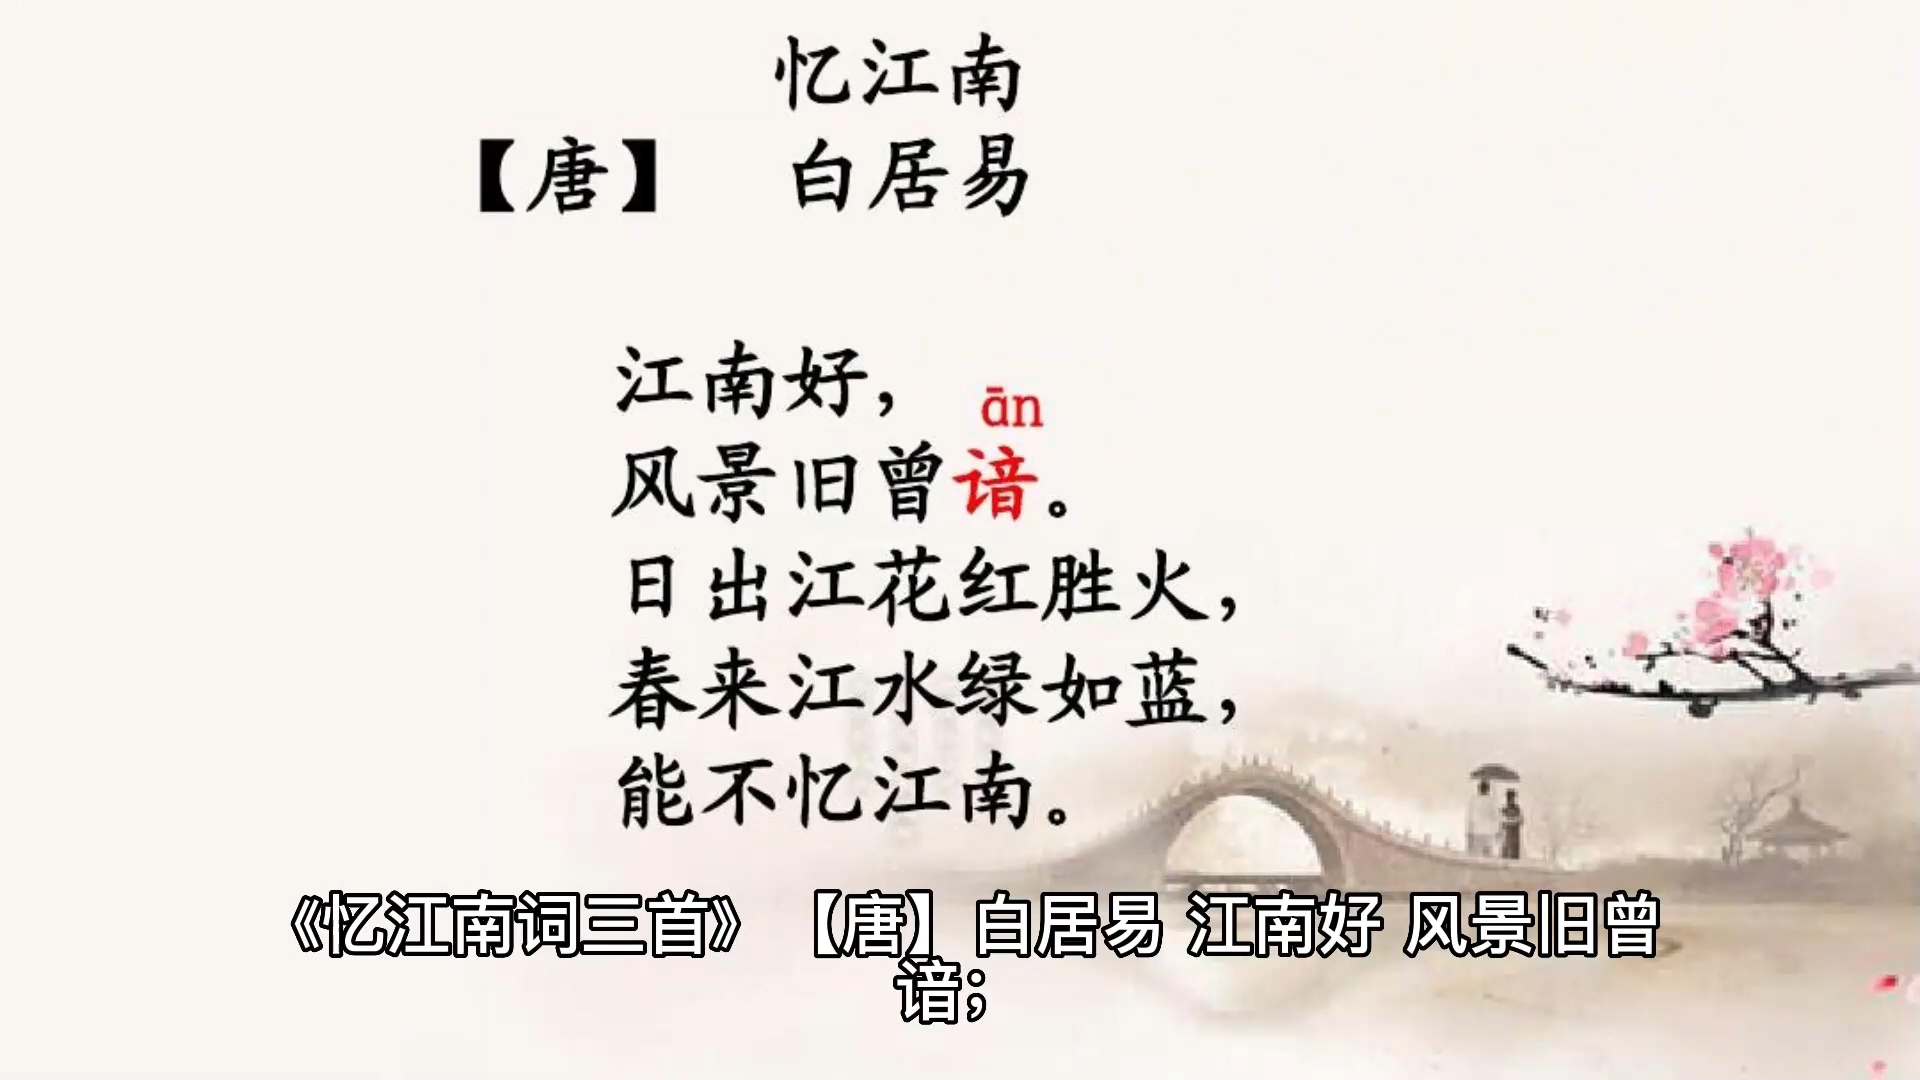 忆江南
【唐】 白居易
江南好，
ān
风景旧曾谙。
日出江花红胜火，
春来江水绿如蓝，
能不忆江南。
《忆江南词三首》【唐】白居易 江南好 风景旧曾
谙；